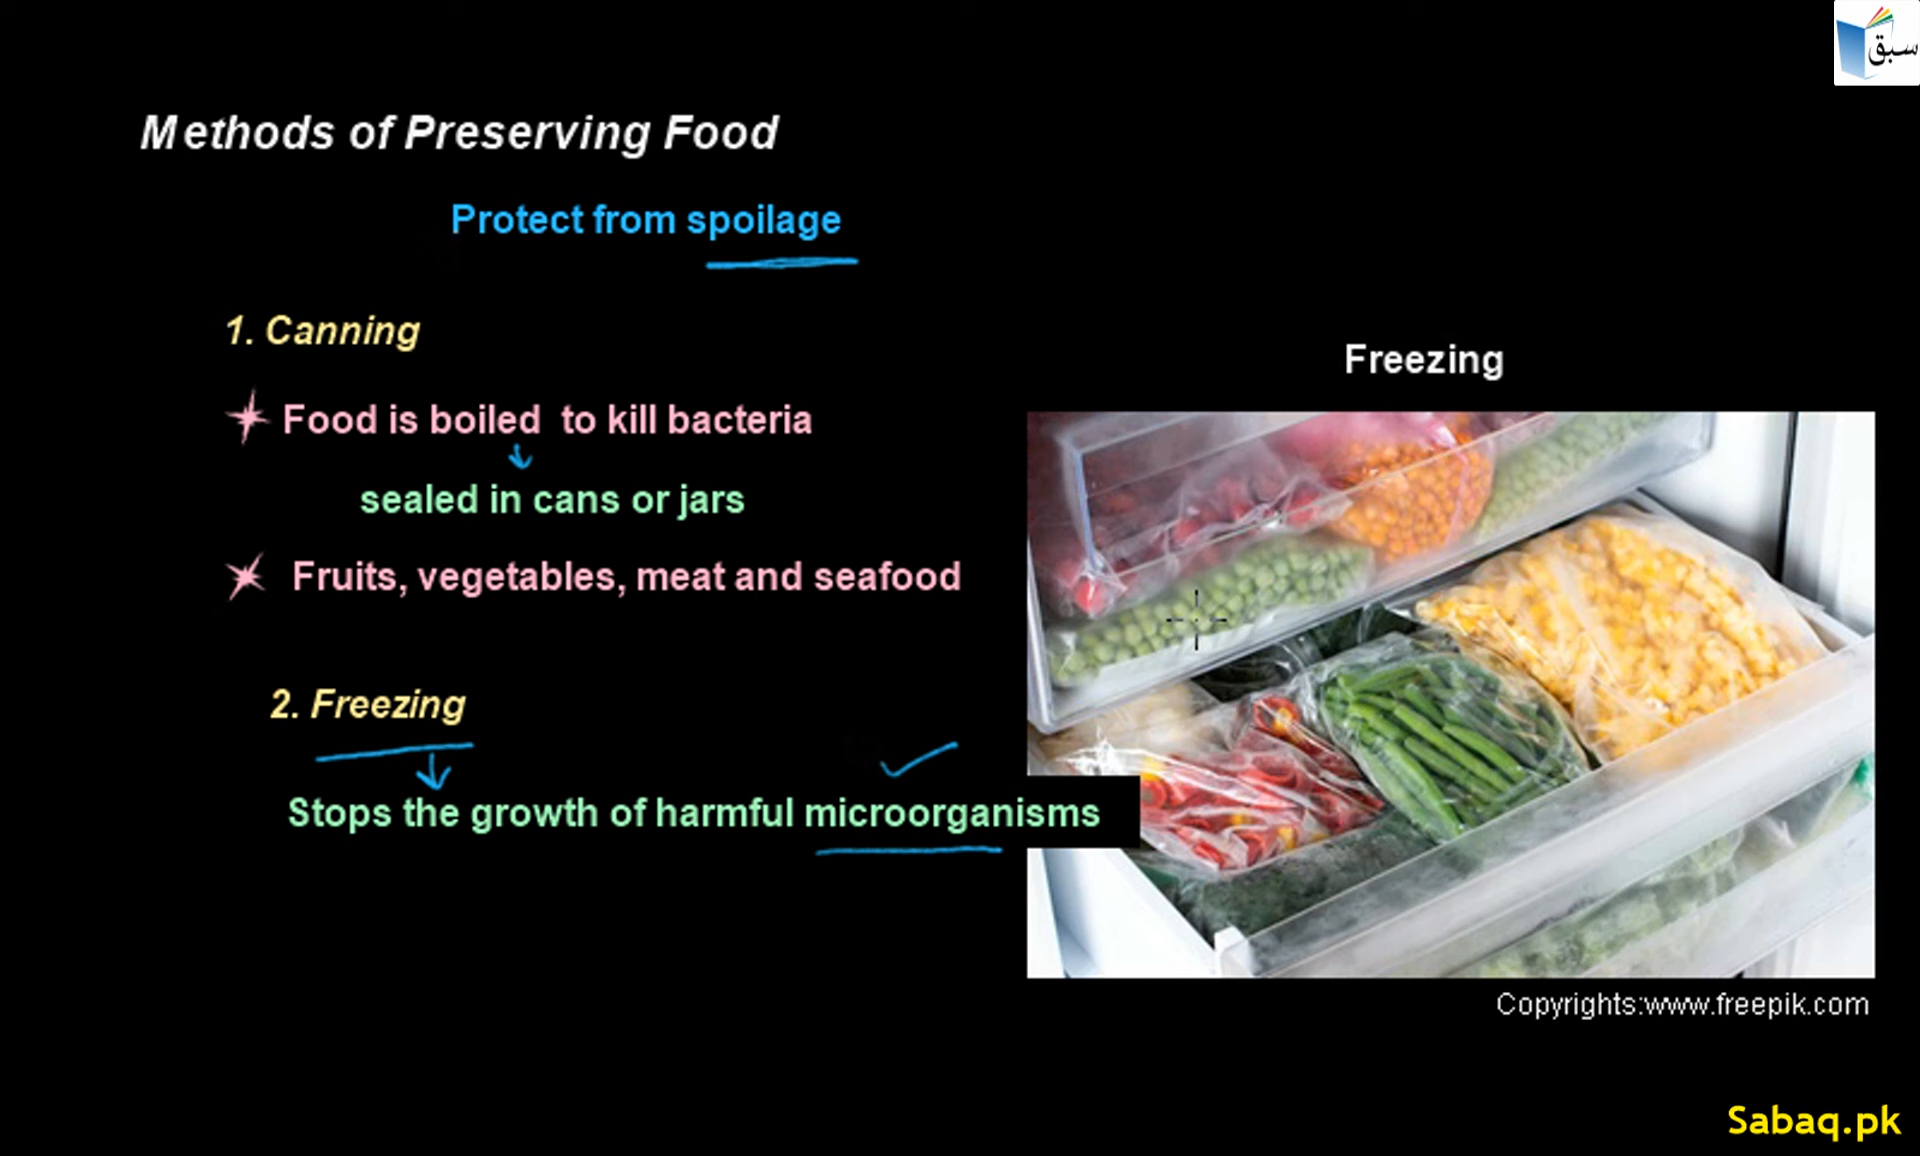 سبق
Methods of Preserving Food
Protect from spoilage
1. Canning
Food is boiled to kill bacteria
sealed in cans or jars
Fruits, vegetables, meat and seafood
2. Freezing
Stops the growth of harmful microorganisms
Freezing
Copyrights:www.freepik.com
Sabaq.pk